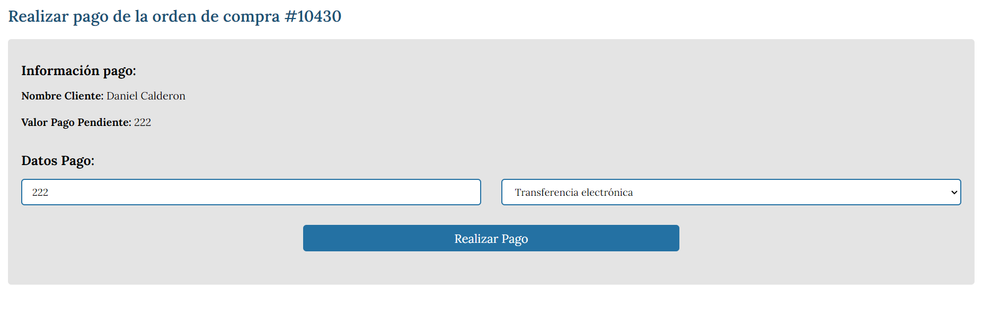 Realizar pago de la orden de compra #10430
Información pago:
Nombre Cliente: Daniel Calderon
Valor Pago Pendiente: 222
Datos Pago:
222
Transferencia electrónica
Realizar Pago